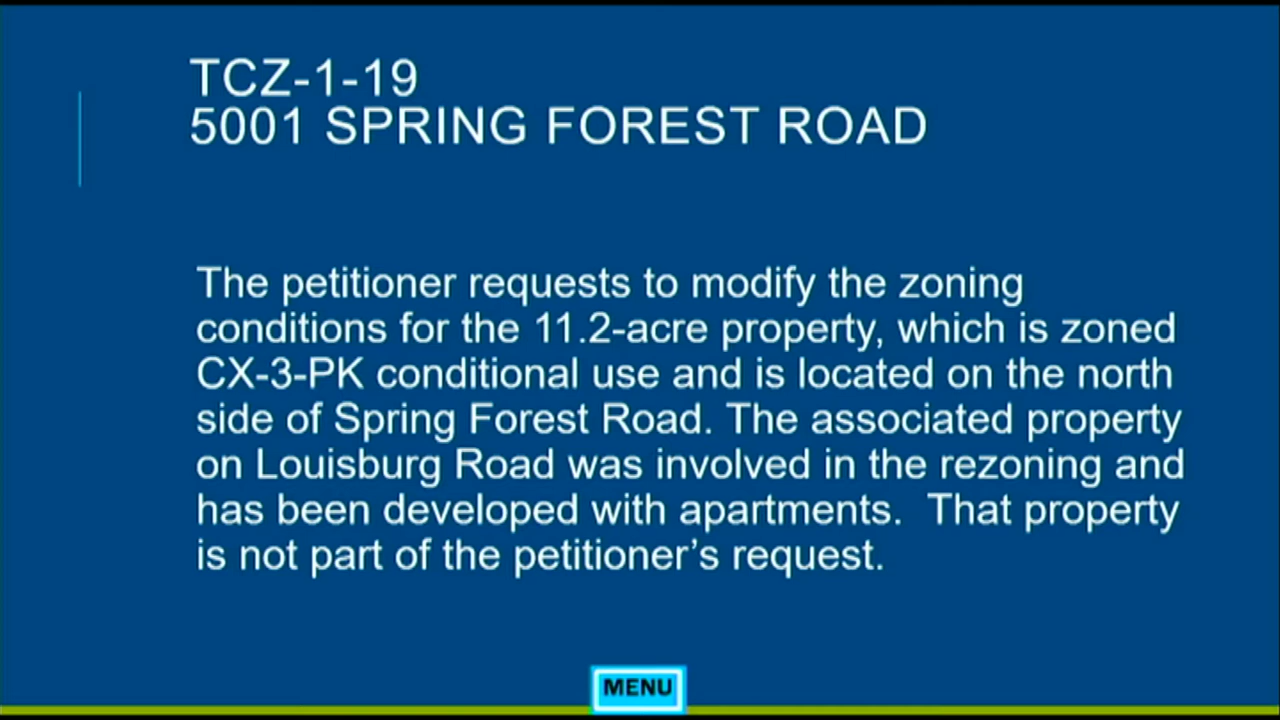 TCZ-1-19
5001 SPRING FOREST ROAD
The petitioner requests to modify the zoning
conditions for the 11.2-acre property, which is zoned
CX-3-PK conditional use and is located on the north
side of Spring Forest Road. The associated property
on Louisburg Road was involved in the rezoning and
has been developed with apartments.  That property
is not part of the petitioner’s request.
MENU